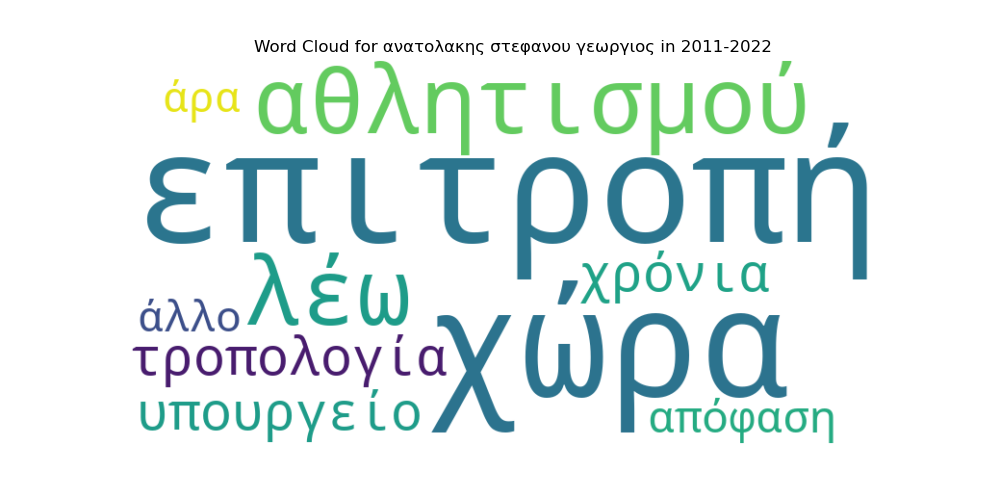 Word Cloud for ανατολακης στεφανου γεωργιος in 2011-2022
άρα αθλητισμού
επιτροπή
λέω χρόνια
άλλο χώρα
τροπολογία
υπουργείο απόφαση